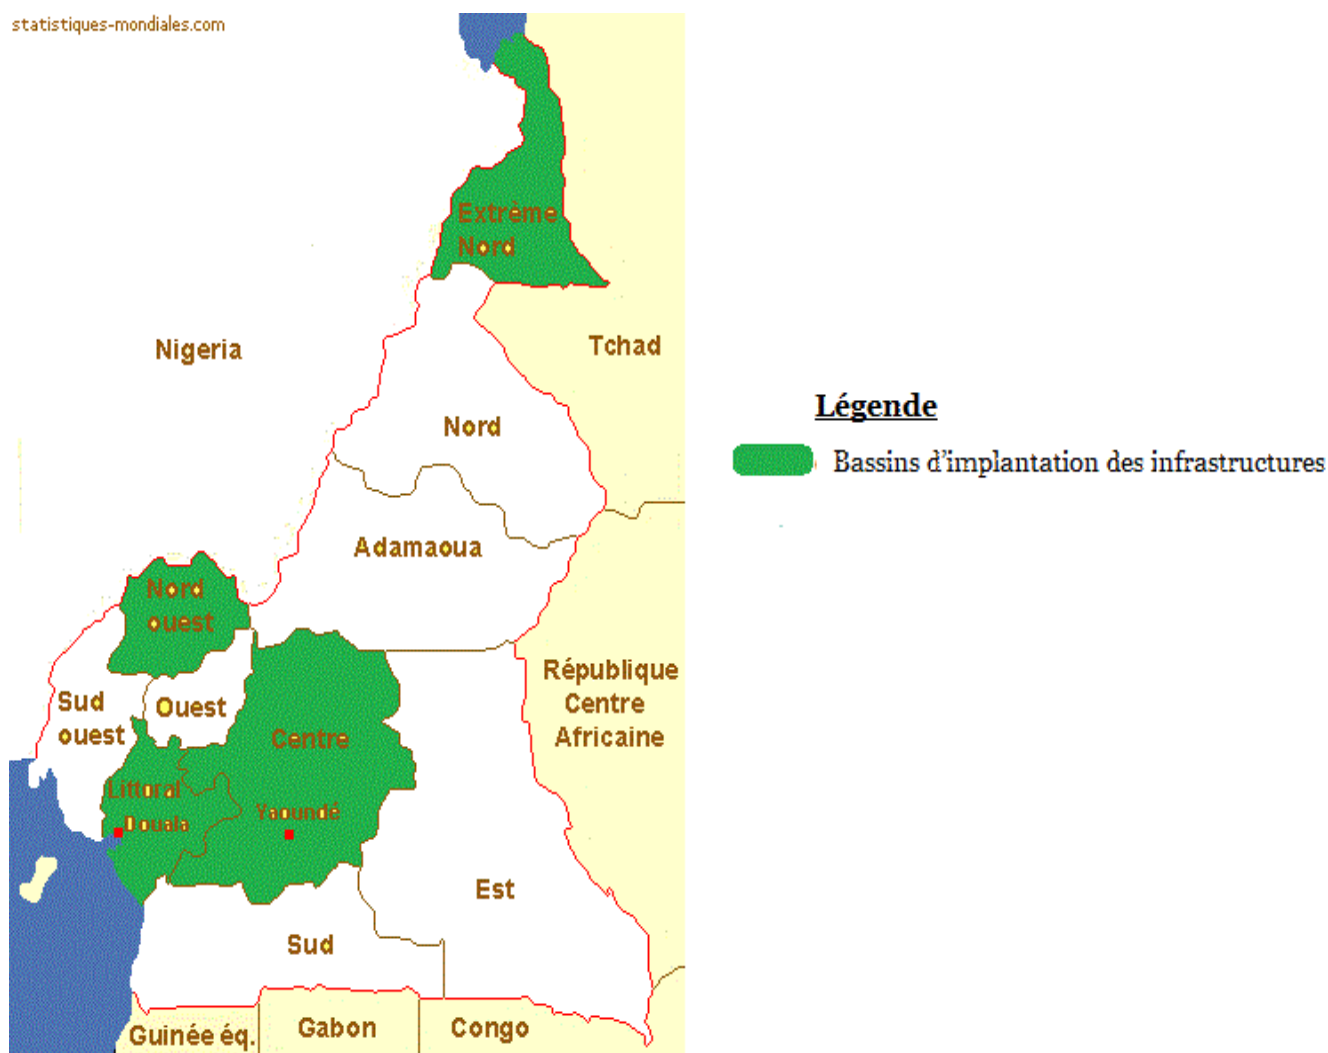 statistiques-mondiales.com
Extrême
Nord
Nigeria
Tchad
Légende
Nord
Bassins d'implantation des infrastructures
Adamaoua
Nord
ouest
République
Centre
Africaine
Sud
ouest
Ouest
Centre
Littoral
Douala
Yaoundé
Est
Sud
Guinée éq.
Gabon
Congo